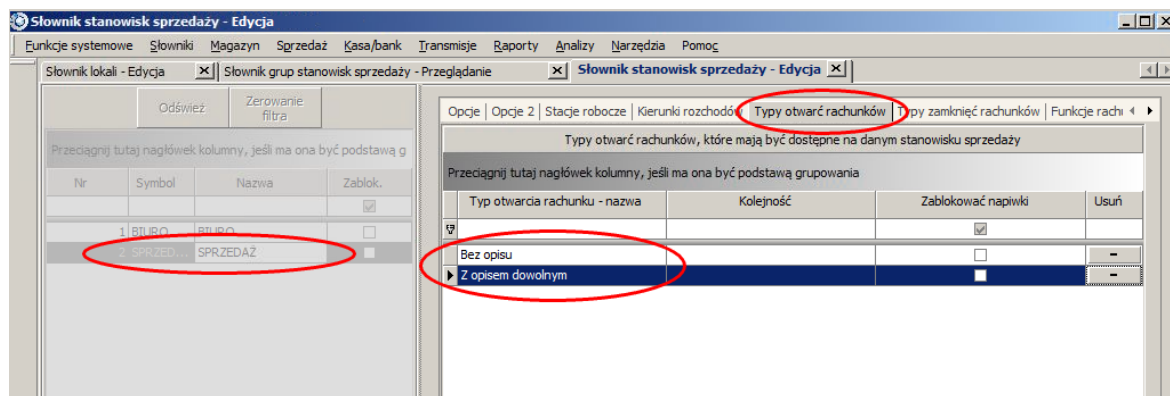 Słownik stanowisk sprzedaży - Edycja
Funkcje systemowe Słowniki Magazyn Sprzedaż Kasa/bank Transmisje Raporty Analizy Narzędzia Pomoc
Słownik lokali - Edycja Słownik grup stanowisk sprzedaży - Przeglądanie Słownik stanowisk sprzedaży - Edycja
Odśwież Zerowanie filtra
Przeciągnij tutaj nagłówek kolumny, jeśli ma ona być podstawą g
Nr Symbol Nazwa Zablok.
1 BIURO BIURO
2 SPRZED... SPRZEDAŻ
Opcje Opcje 2 Stacje robocze Kierunki rozchodów Typy otwarć rachunków Typy zamknięć rachunków Funkcje rachu
Typy otwarć rachunków, które mają być dostępne na danym stanowisku sprzedaży
Przeciągnij tutaj nagłówek kolumny, jeśli ma ona być podstawą grupowania
Typ otwarcia rachunku - nazwa Kolejność Zablokować napiwki Usuń
Bez opisu -
Z opisem dowolnym -